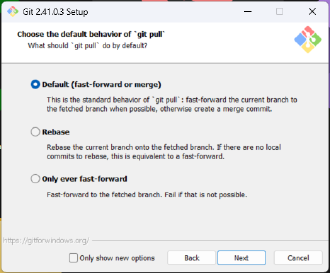 Git 2.41.0.3 Setup
Choose the default behavior of `git pull`
What should `git pull` do by default?
Default (fast-forward or merge)
This is the standard behavior of `git pull`: fast-forward the current branch to
the fetched branch when possible, otherwise create a merge commit.
Rebase
Rebase the current branch onto the fetched branch. If there are no local
commits to rebase, this is equivalent to a fast-forward.
Only ever fast-forward
Fast-forward to the fetched branch. Fail if that is not possible.
https://gitforwindows.org/
Only show new options
Back
Next
Cancel